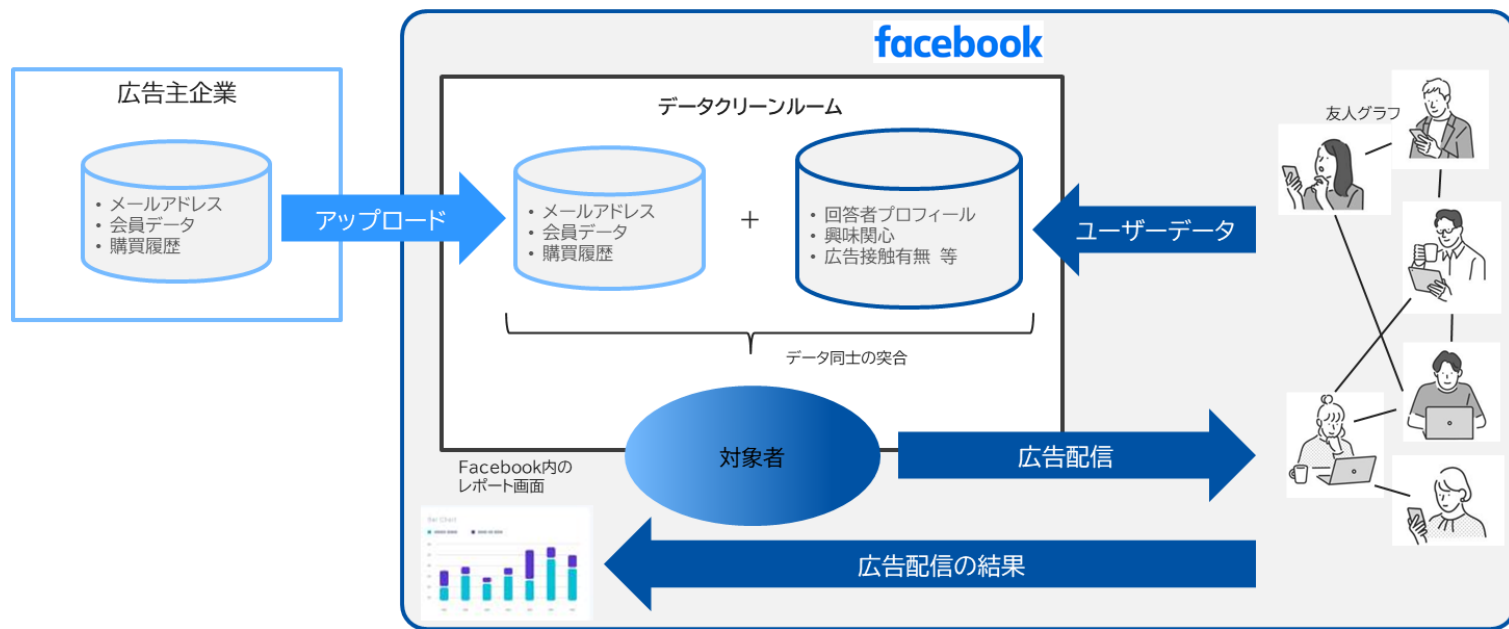 facebook
広告主企業
• メールアドレス
• 会員データ
• 購買履歴
アップロード
データクリーンルーム
• メールアドレス
• 会員データ
• 購買履歴
+
• 回答者プロフィール
• 興味関心
• 広告接触有無 等
データ同士の突合
ユーザーデータ
友人グラフ
対象者
広告配信
Facebook内の
レポート画面
広告配信の結果